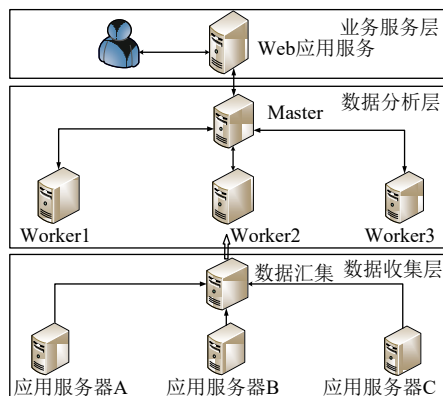 业务服务层
Web应用服务
数据分析层
Master
Worker1
Worker2
Worker3
数据汇集
数据收集层
应用服务器A
应用服务器B
应用服务器C